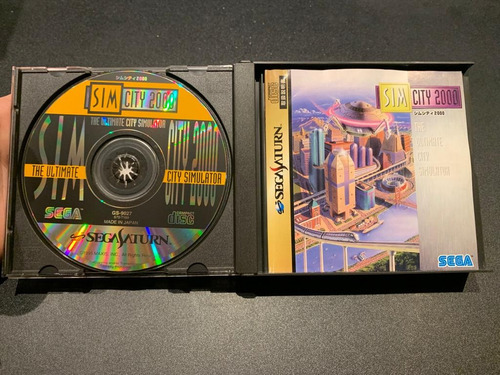 シムシティ2000
SIM CITY 2000
THE ULTIMATE CITY SIMULATOR
SIM
CITY 2000
THE ULTIMATE
CITY SIMULATOR
SEGA
GS-9027
MADE IN JAPAN
COMPACT disc
SEGA SATURN
SEGA SATURN
SIM CITY 2000
シムシティ2000
THE
ULTIMATE
CITY
SIMULATOR
SEGA